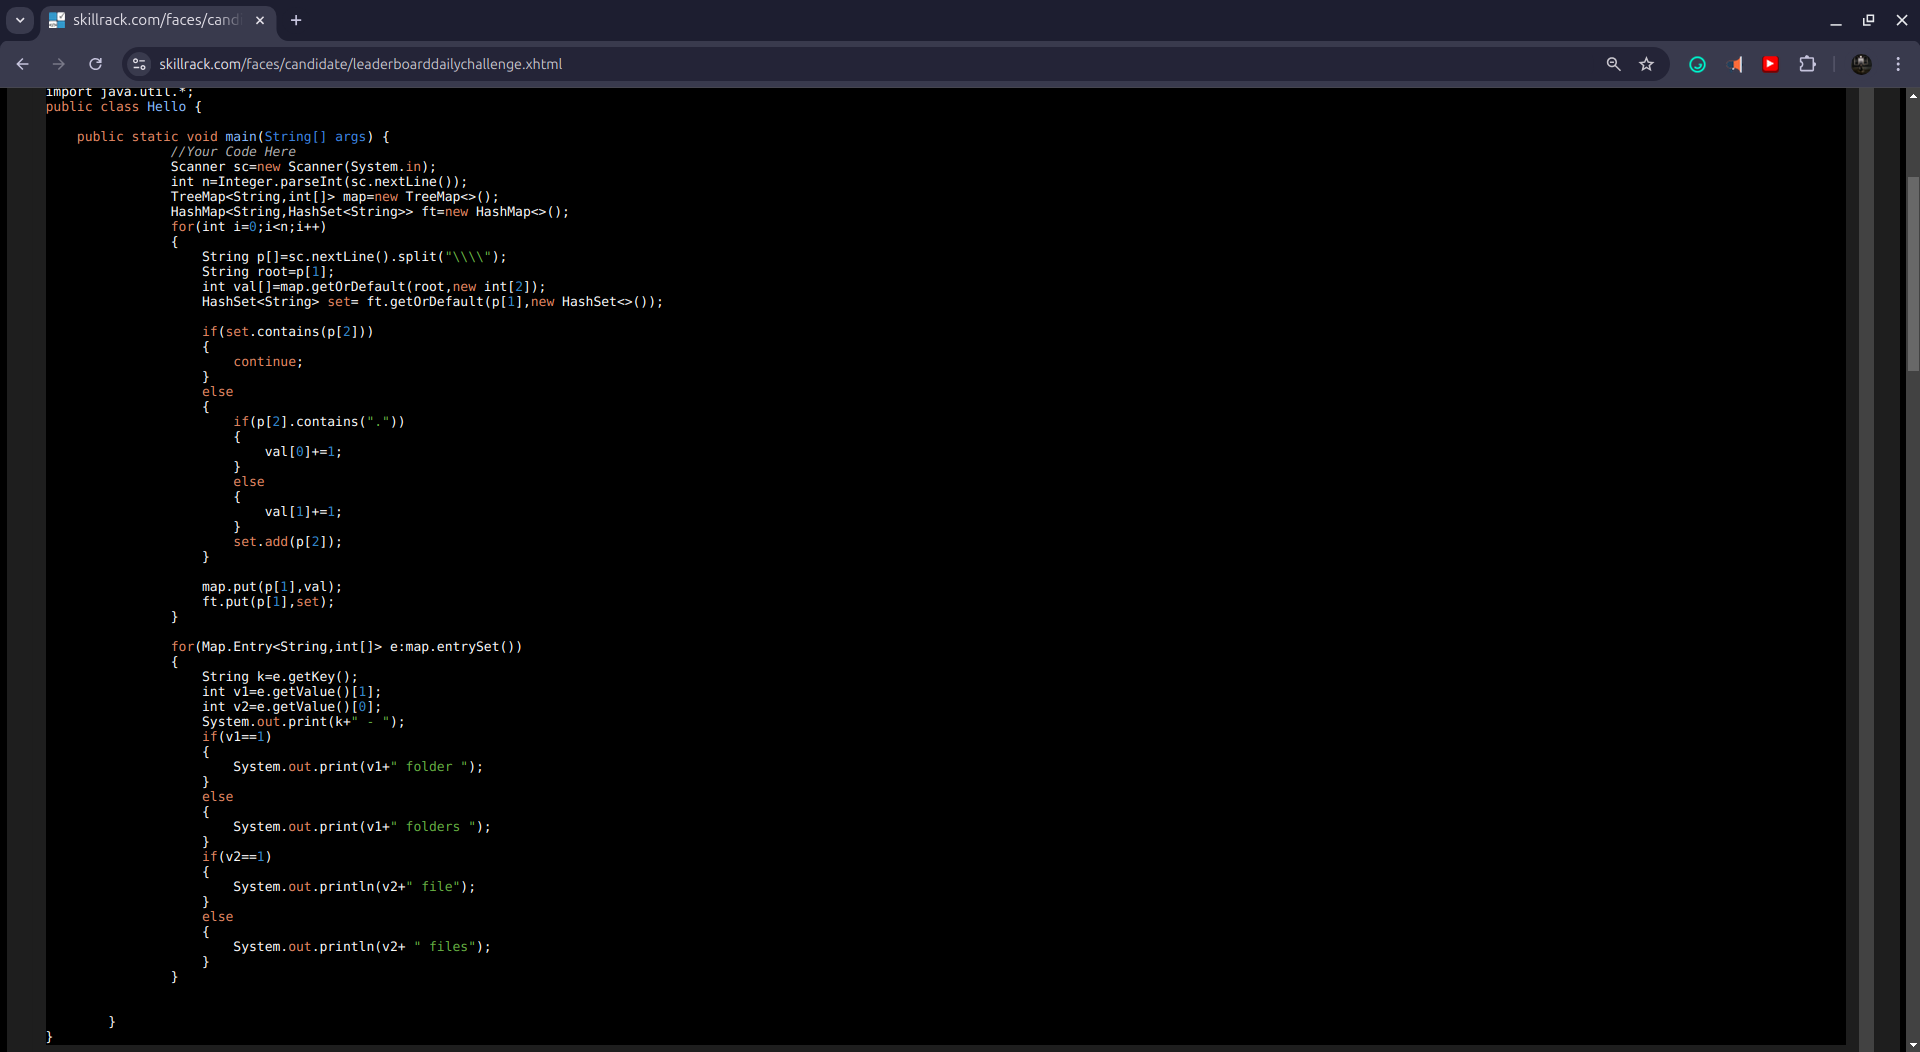 skillrack.com/faces/cand
skillrack.com/faces/candidate/leaderboarddailychallenge.xhtml
import java.util.*;
public class Hello {
    public static void main(String[] args) {
                //Your Code Here
                Scanner sc=new Scanner(System.in);
                int n=Integer.parseInt(sc.nextLine());
                TreeMap<String,int[]> map=new TreeMap<>();
                HashMap<String,HashSet<String>> ft=new HashMap<>();
                for(int i=0;i<n;i++)
                {
                    String p[]=sc.nextLine().split("\\\\");
                    String root=p[1];
                    int val[]=map.getOrDefault(root,new int[2]);
                    HashSet<String> set= ft.getOrDefault(p[1],new HashSet<>());
                    if(set.contains(p[2]))
                    {
                        continue;
                    }
                    else
                    {
                        if(p[2].contains("."))
                        {
                            val[0]+=1;
                        }
                        else
                        {
                            val[1]+=1;
                        }
                        set.add(p[2]);
                    }
                    map.put(p[1],val);
                    ft.put(p[1],set);
                }
                for(Map.Entry<String,int[]> e:map.entrySet())
                {
                    String k=e.getKey();
                    int v1=e.getValue()[1];
                    int v2=e.getValue()[0];
                    System.out.print(k+" - ");
                    if(v1==1)
                    {
                        System.out.print(v1+" folder ");
                    }
                    else
                    {
                        System.out.print(v1+" folders ");
                    }
                    if(v2==1)
                    {
                        System.out.println(v2+" file");
                    }
                    else
                    {
                        System.out.println(v2+ " files");
                    }
                }
        }
}